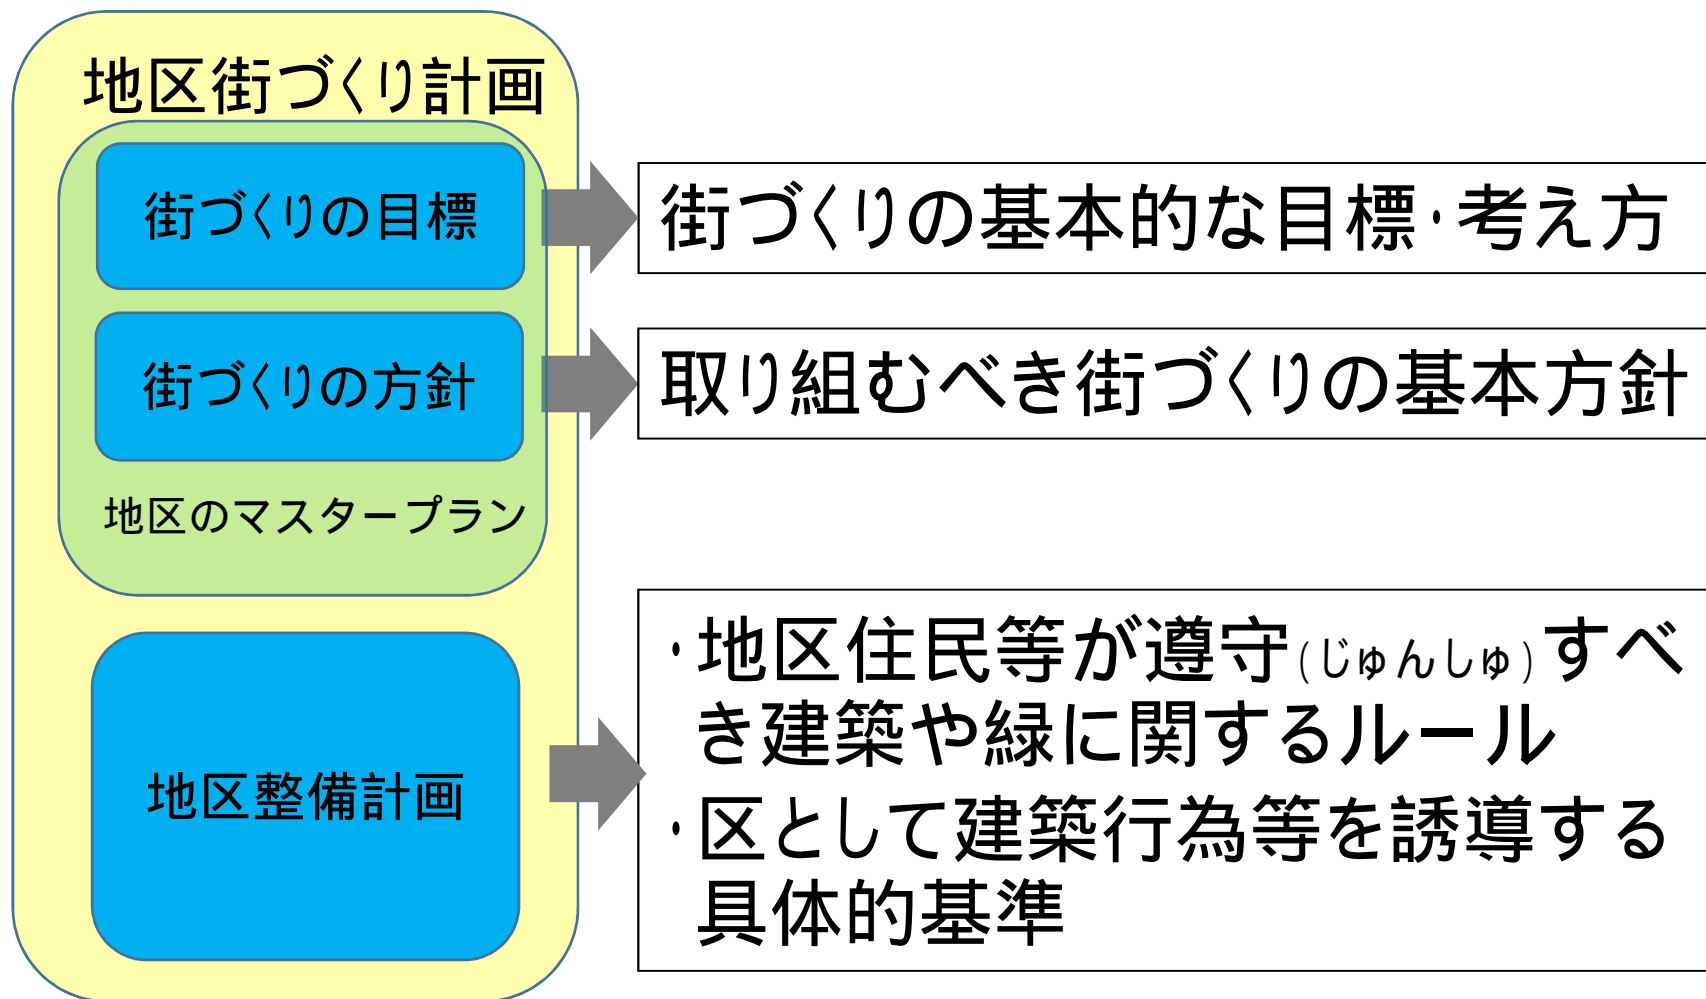 地区街づくり計画
街づくりの目標
街づくりの基本的な目標・考え方
街づくりの方針
取り組むべき街づくりの基本方針
地区のマスタープラン
地区整備計画
・地区住民等が遵守(じゅんしゅ)すべ
き建築や緑に関するルール
・区として建築行為等を誘導する
具体的基準